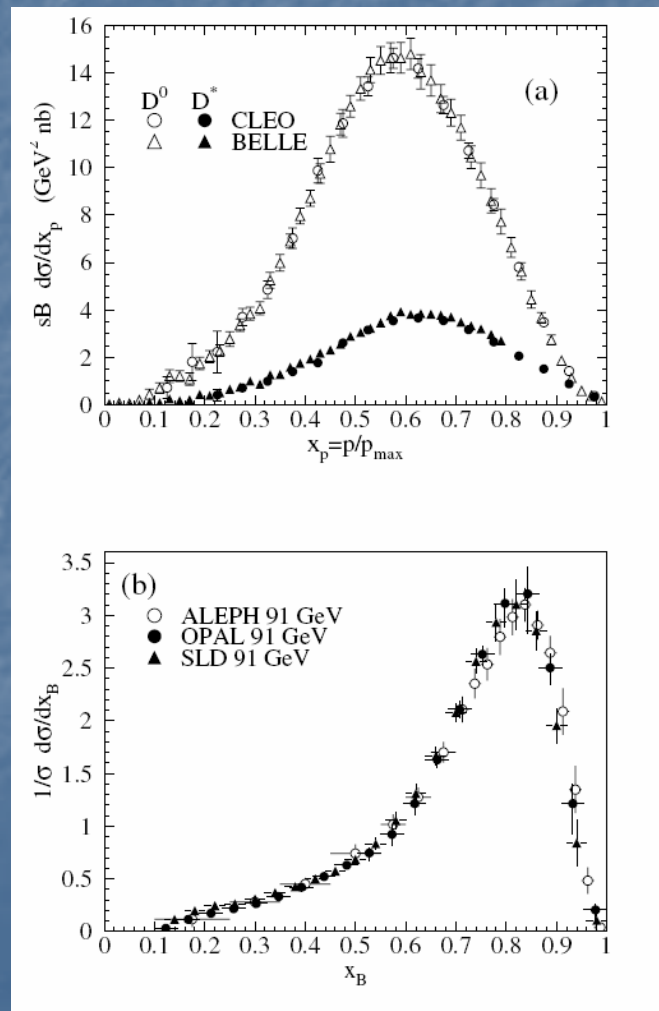 16
14
12
10
8
6
4
2
0
sB dσ/dx_p (GeV² nb)
(a)
D⁰ D*
CLEO
BELLE
0 0.1 0.2 0.3 0.4 0.5 0.6 0.7 0.8 0.9 1
x_p=p/p_max
3.5
3
2.5
2
1.5
1
0.5
0
1/σ dσ/dx_B
(b)
ALEPH 91 GeV
OPAL 91 GeV
SLD 91 GeV
0 0.1 0.2 0.3 0.4 0.5 0.6 0.7 0.8 0.9 1
x_B